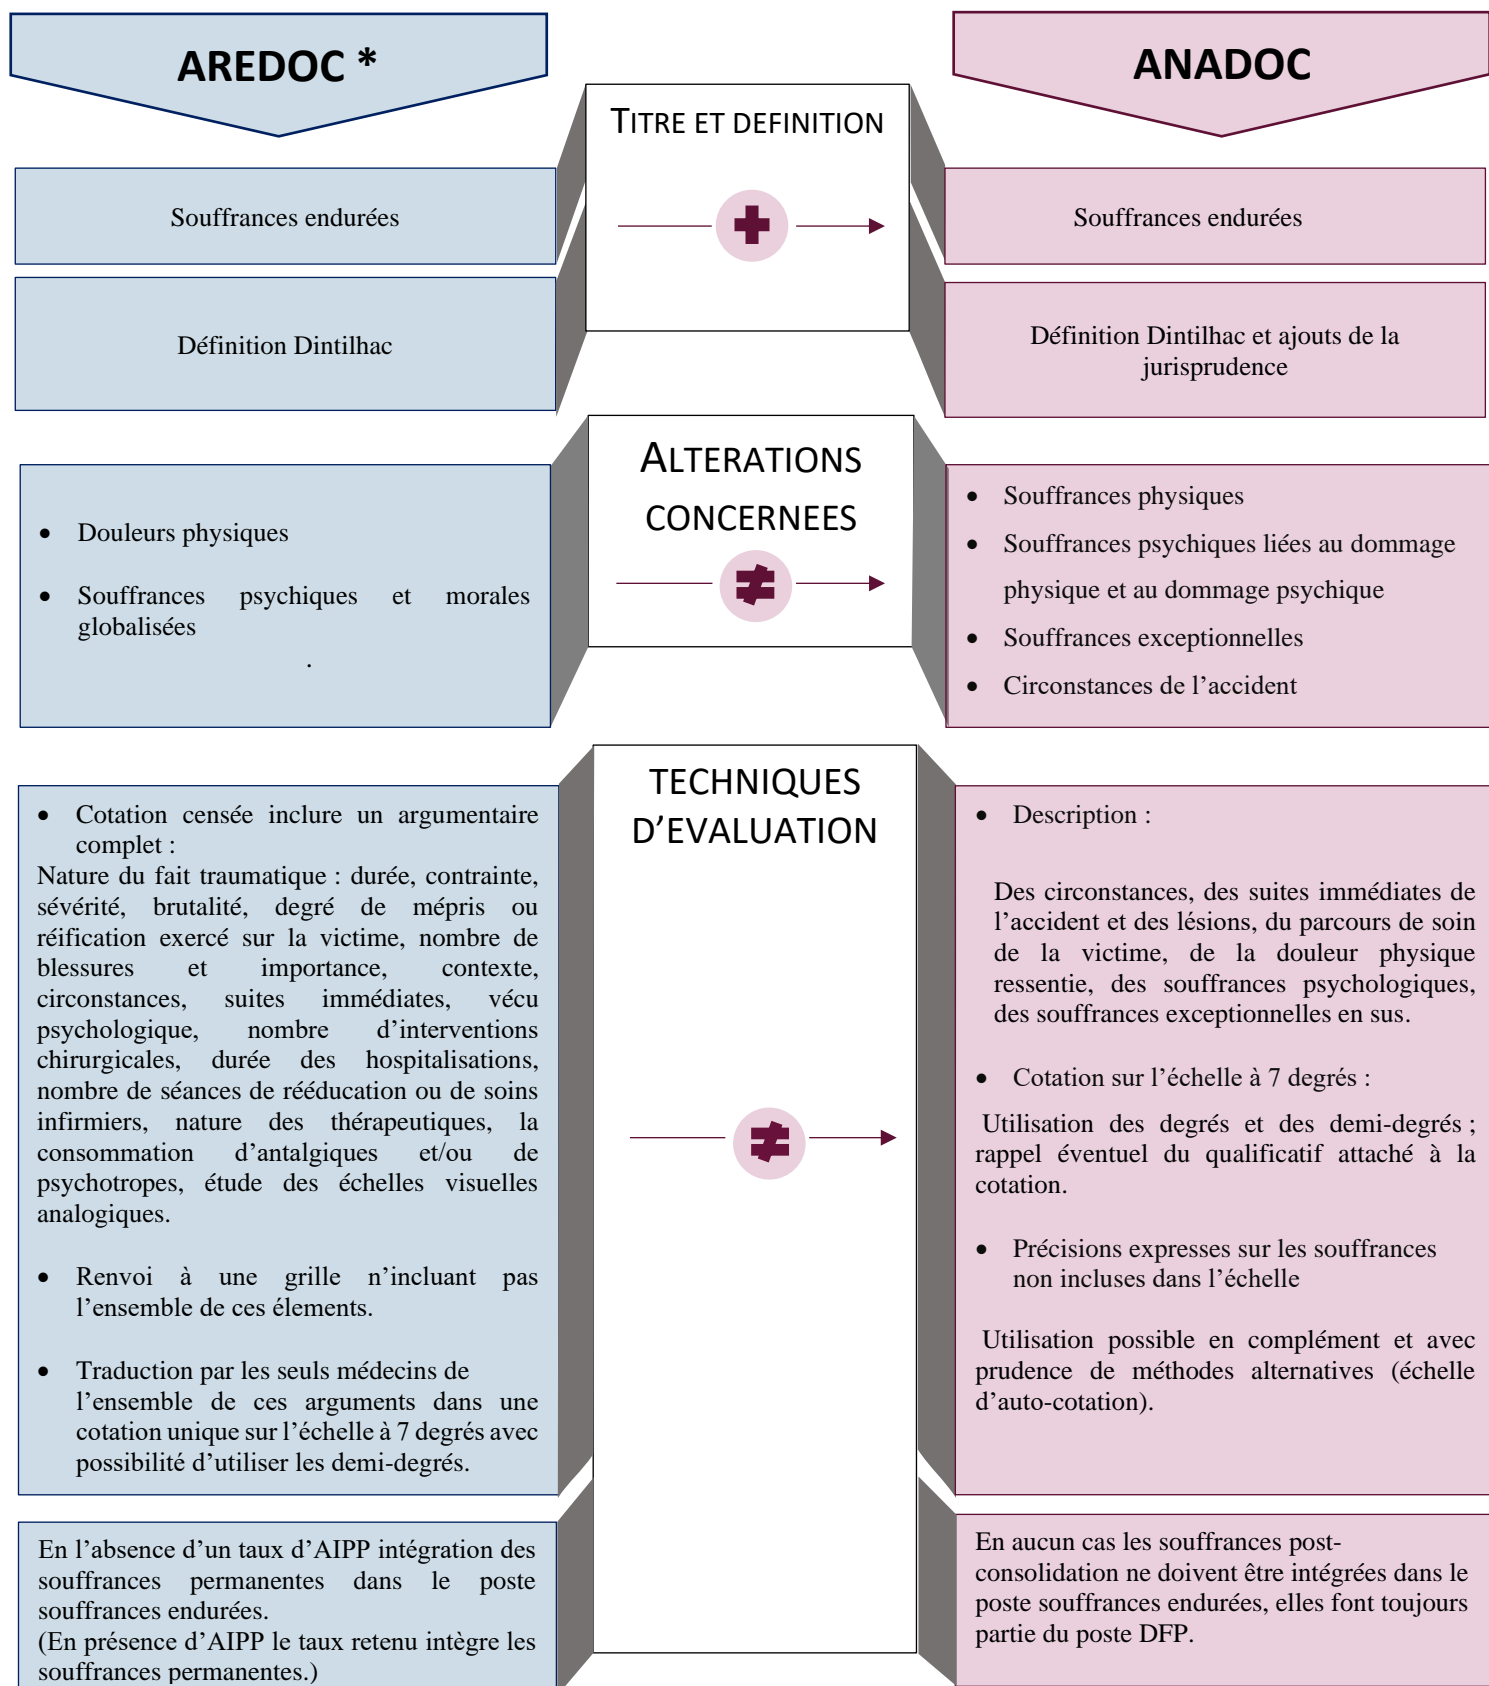 AREDOC *
ANADOC
TITRE ET DEFINITION
Souffrances endurées
Souffrances endurées
Définition Dintilhac
Définition Dintilhac et ajouts de la
jurisprudence
ALTERATIONS
CONCERNEES
• Douleurs physiques
• Souffrances psychiques et morales
globalisées
.
• Souffrances physiques
• Souffrances psychiques liées au dommage
physique et au dommage psychique
• Souffrances exceptionnelles
• Circonstances de l’accident
TECHNIQUES
D’EVALUATION
• Cotation censée inclure un argumentaire
complet :
Nature du fait traumatique : durée, contrainte,
sévérité, brutalité, degré de mépris ou
réification exercé sur la victime, nombre de
blessures et importance, contexte,
circonstances, suites immédiates, vécu
psychologique, nombre d’interventions
chirurgicales, durée des hospitalisations,
nombre de séances de rééducation ou de soins
infirmiers, nature des thérapeutiques, la
consommation d’antalgiques et/ou de
psychotropes, étude des échelles visuelles
analogiques.
• Renvoi à une grille n’incluant pas
l’ensemble de ces élements.
• Traduction par les seuls médecins de
l’ensemble de ces arguments dans une
cotation unique sur l’échelle à 7 degrés avec
possibilité d’utiliser les demi-degrés.
• Description :
Des circonstances, des suites immédiates de
l’accident et des lésions, du parcours de soin
de la victime, de la douleur physique
ressentie, des souffrances psychologiques,
des souffrances exceptionnelles en sus.
• Cotation sur l’échelle à 7 degrés :
Utilisation des degrés et des demi-degrés ;
rappel éventuel du qualificatif attaché à la
cotation.
• Précisions expresses sur les souffrances
non incluses dans l’échelle
Utilisation possible en complément et avec
prudence de méthodes alternatives (échelle
d’auto-cotation).
En l’absence d’un taux d’AIPP intégration des
souffrances permanentes dans le poste
souffrances endurées.
(En présence d’AIPP le taux retenu intègre les
souffrances permanentes.)
En aucun cas les souffrances post-
consolidation ne doivent être intégrées dans le
poste souffrances endurées, elles font toujours
partie du poste DFP.